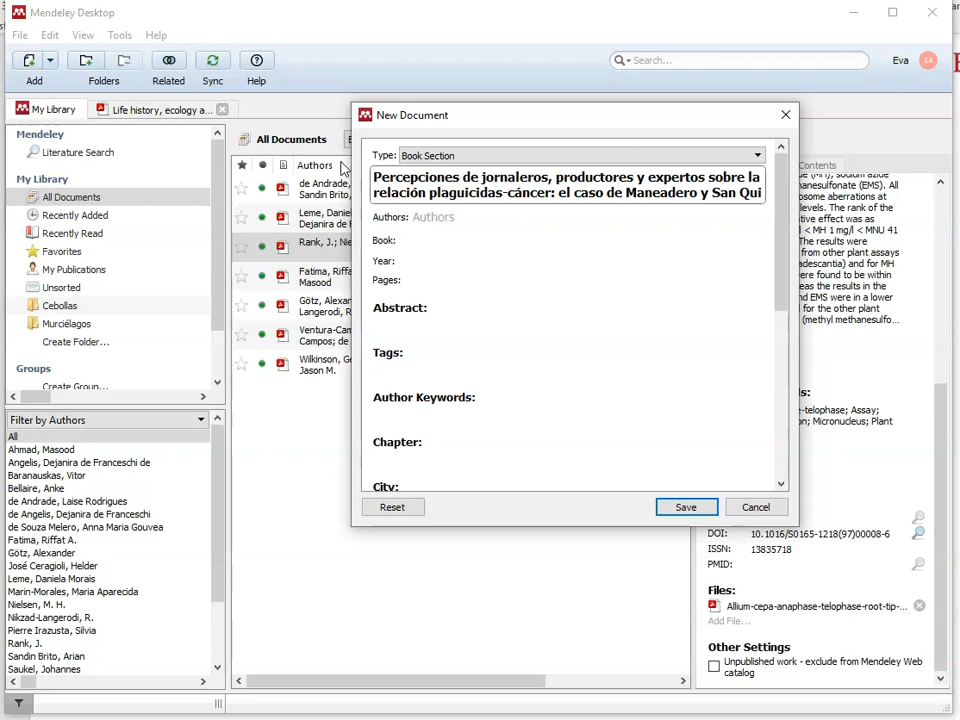 Mendeley Desktop
File Edit View Tools Help
Add Folders Related Sync Help
Search... Eva EA
My Library Life history, ecology a...
Mendeley
Literature Search
My Library
All Documents
Recently Added
Recently Read
Favorites
My Publications
Unsorted
Cebollas
Murciélagos
Create Folder...
Groups
Create Group...
Filter by Authors
All
Ahmad, Masood
Angelis, Dejanira de Franceschi de
Baranauskas, Vitor
Bellaire, Anke
de Andrade, Laise Rodrigues
de Angelis, Dejanira de Franceschi
de Souza Melero, Anna Maria Gouvea
Fatima, Riffat A.
Götz, Alexander
José Ceragioli, Helder
Leme, Daniela Morais
Marin-Morales, Maria Aparecida
Nielsen, M. H.
Nikzad-Langerodi, R.
Pierre Irazusta, Silvia
Rank, J.
Sandin Brito, Arian
Saukel, Johannes
All Documents
Authors
de Andrade,
Sandin Brito,
Leme, Daniel
Dejanira de F
Rank, J.; Nie
Fatima, Riffa
Masood
Götz, Alexan
Langerodi, R
Ventura-Cam
Campos; de
Wilkinson, Ge
Jason M.
New Document
Type: Book Section
Percepciones de jornaleros, productores y expertos sobre la
relación plaguicidas-cáncer: el caso de Maneadero y San Qui
Authors: Authors
Book:
Year:
Pages:
Abstract:
Tags:
Author Keywords:
Chapter:
City:
Reset Save Cancel
Contents
(MH), sodium azide
anesulfonate (EMS). All
osome aberrations at
levels. The rank of the
itive effect was as
l < MH 1 mg/l < MNU 41
The results were
from other plant assays
adescantia) and for MH
were found to be within
eas the results in the
nd EMS were in a lower
for the other plant
(methyl methanesulfo...
ds:
e-telophase; Assay;
on; Micronucleus; Plant
DOI: 10.1016/S0165-1218(97)00008-6
ISSN: 13835718
PMID:
Files:
Allium-cepa-anaphase-telophase-root-tip-...
Add File...
Other Settings
Unpublished work - exclude from Mendeley Web
catalog